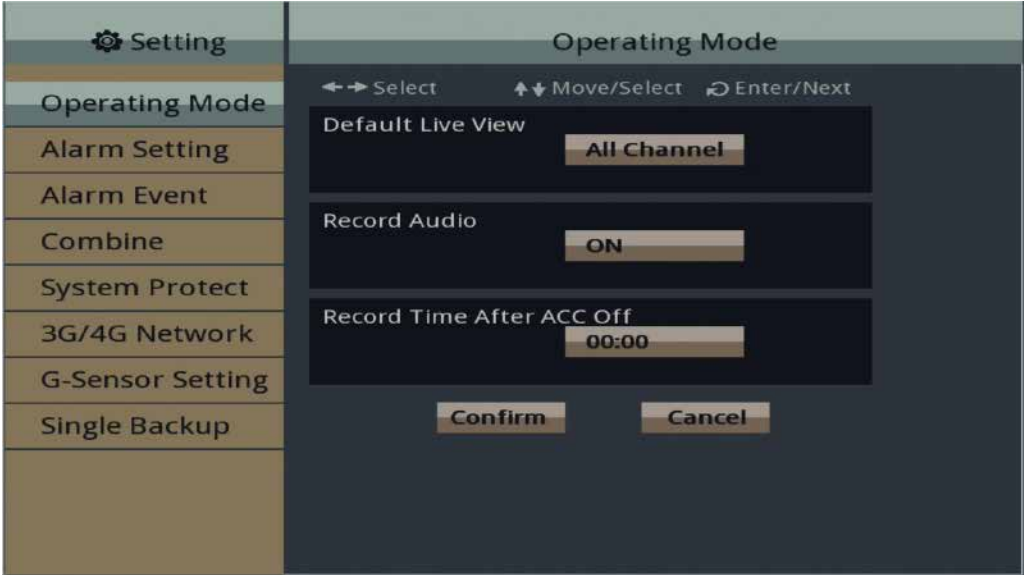 Setting
Operating Mode
Alarm Setting
Alarm Event
Combine
System Protect
3G/4G Network
G-Sensor Setting
Single Backup
Operating Mode
Select Move/Select Enter/Next
Default Live View
All Channel
Record Audio
ON
Record Time After ACC Off
00:00
Confirm Cancel